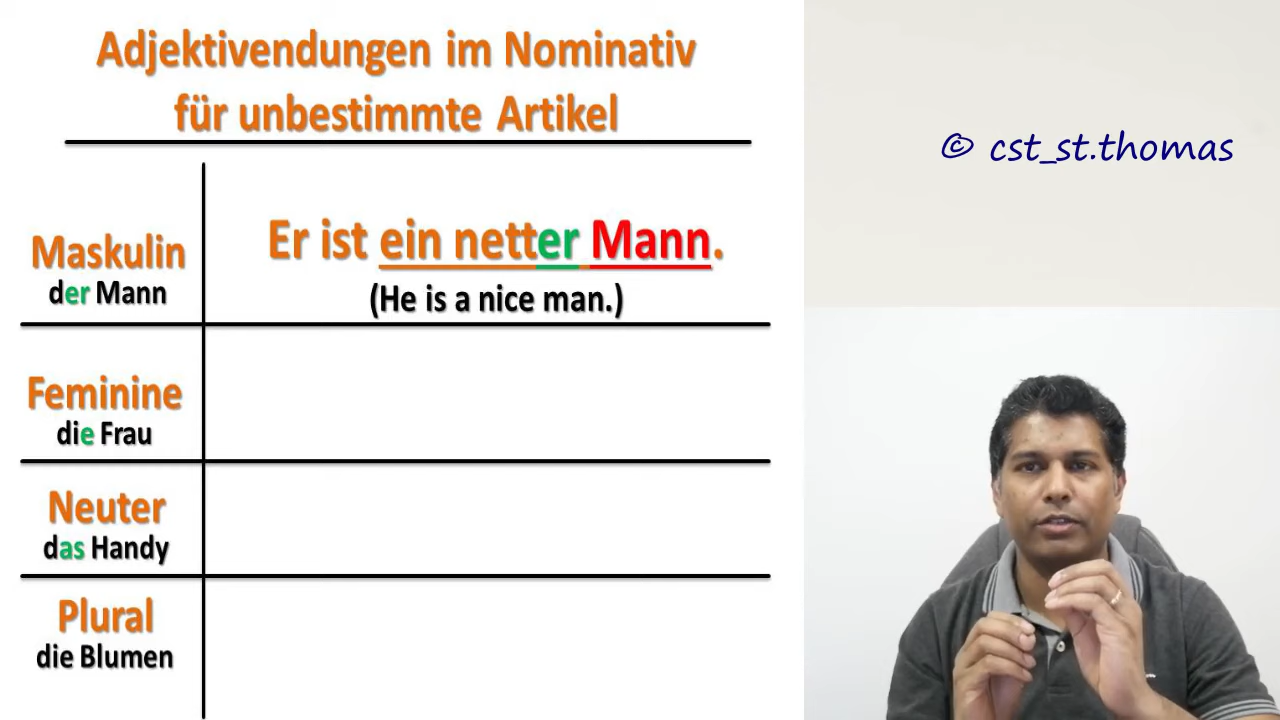 Adjektivendungen im Nominativ
für unbestimmte Artikel
© cst_st.thomas
Maskulin
der Mann
Er ist ein netter Mann.
(He is a nice man.)
Feminine
die Frau
Neuter
das Handy
Plural
die Blumen